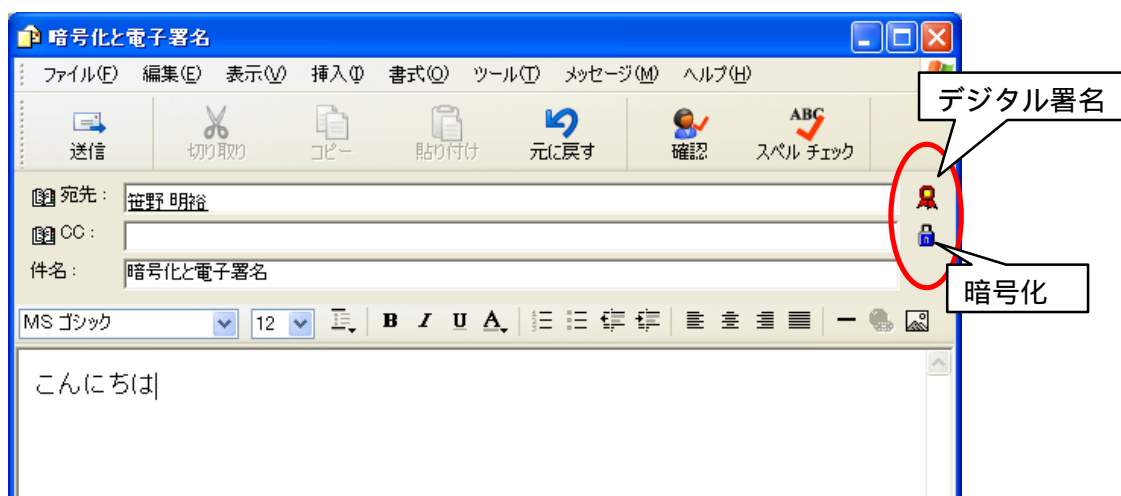 暗号化と電子署名
ファイル(F) 編集(E) 表示(V) 挿入(I) 書式(O) ツール(T) メッセージ(M) ヘルプ(H)
デジタル署名
送信 切り取り コピー 貼り付け 元に戻す 確認 ABC スペル チェック
宛先: 笹野 明裕
CC:
件名: 暗号化と電子署名
暗号化
MS ゴシック 12 B I U A
こんにちは